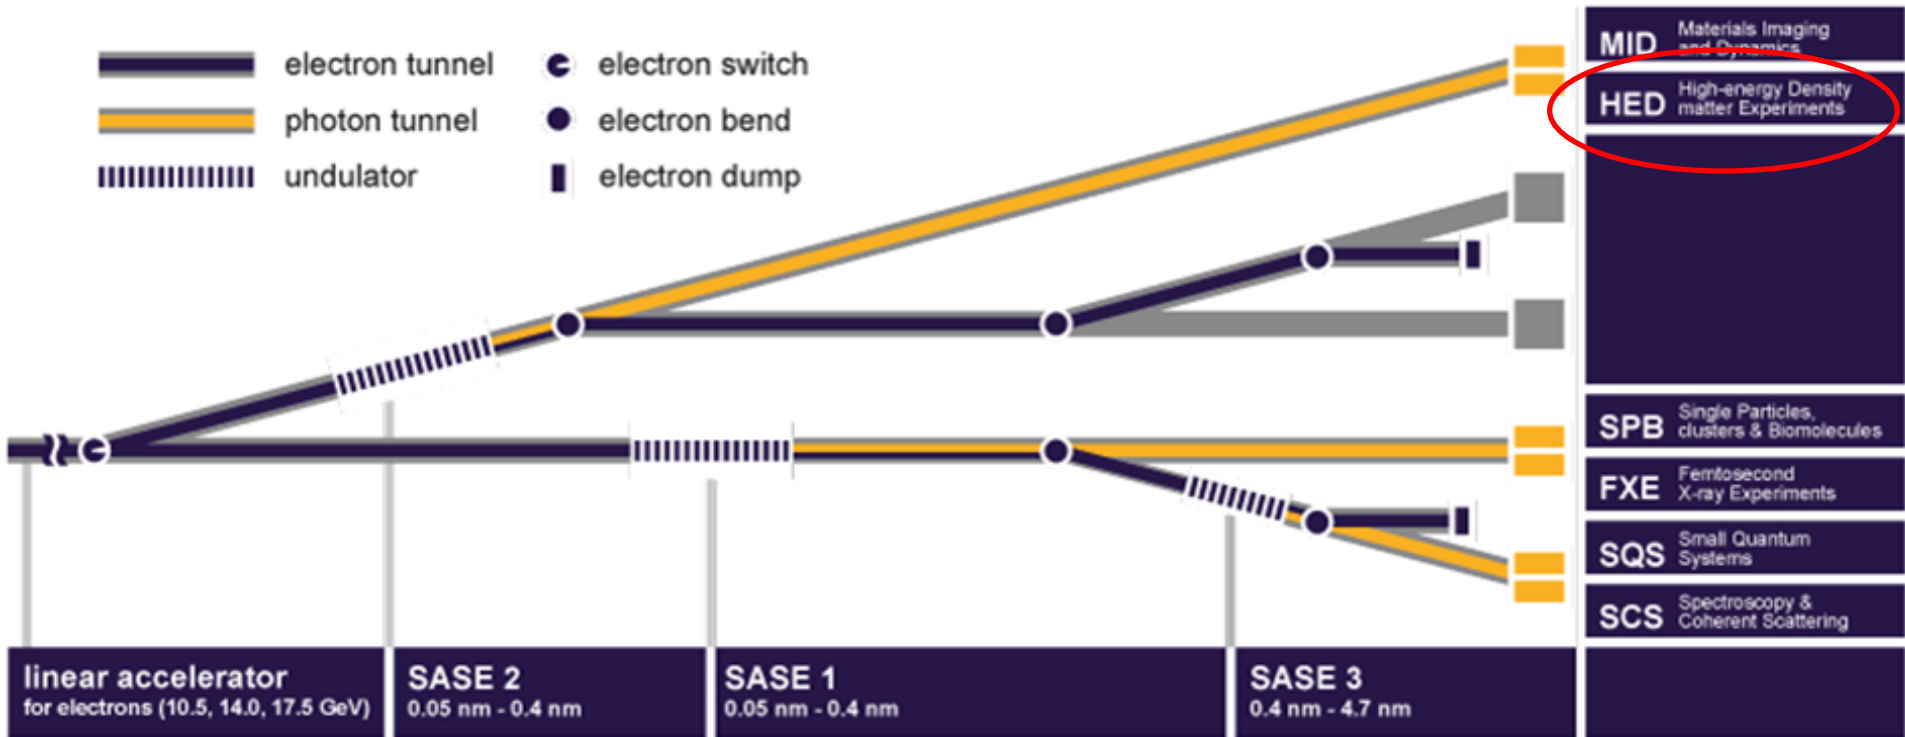 electron tunnel
electron switch
photon tunnel
electron bend
undulator
electron dump
MID
Materials Imaging
and Dynamics
HED
High-energy Density
matter Experiments
SPB
Single Particles,
clusters & Biomolecules
FXE
Femtosecond
X-ray Experiments
SQS
Small Quantum
Systems
SCS
Spectroscopy &
Coherent Scattering
linear accelerator
for electrons (10.5, 14.0, 17.5 GeV)
SASE 2
0.05 nm - 0.4 nm
SASE 1
0.05 nm - 0.4 nm
SASE 3
0.4 nm - 4.7 nm